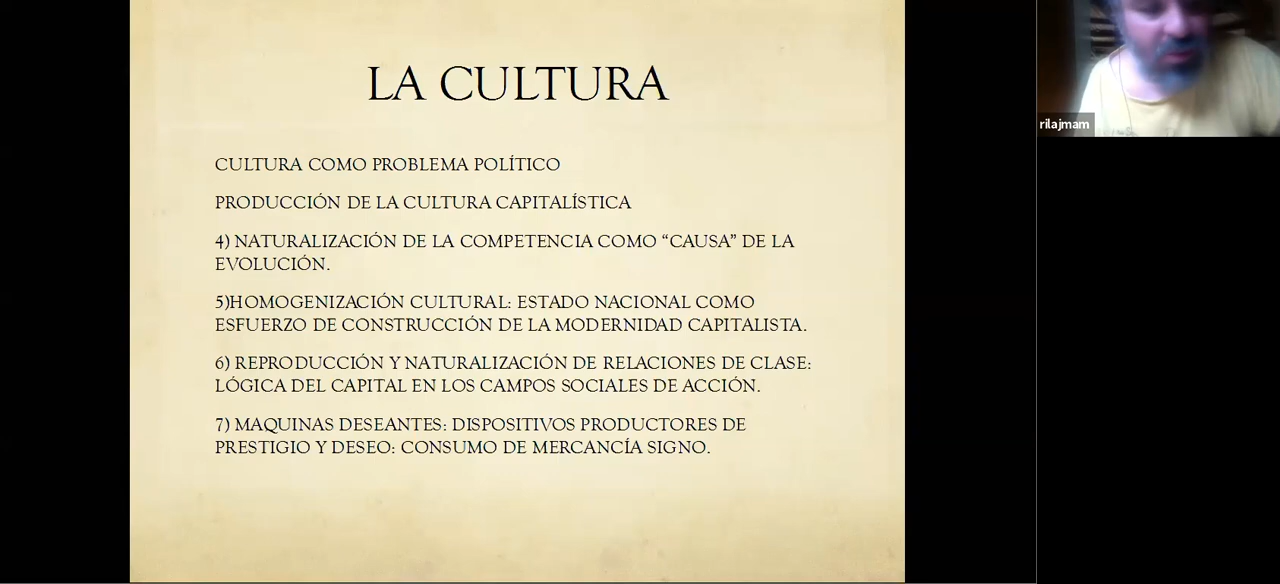 LA CULTURA
CULTURA COMO PROBLEMA POLÍTICO
PRODUCCIÓN DE LA CULTURA CAPITALÍSTICA
4) NATURALIZACIÓN DE LA COMPETENCIA COMO “CAUSA” DE LA
EVOLUCIÓN.
5)HOMOGENIZACIÓN CULTURAL: ESTADO NACIONAL COMO
ESFUERZO DE CONSTRUCCIÓN DE LA MODERNIDAD CAPITALISTA.
6) REPRODUCCIÓN Y NATURALIZACIÓN DE RELACIONES DE CLASE:
LÓGICA DEL CAPITAL EN LOS CAMPOS SOCIALES DE ACCIÓN.
7) MAQUINAS DESEANTES: DISPOSITIVOS PRODUCTORES DE
PRESTIGIO Y DESEO: CONSUMO DE MERCANCÍA SIGNO.
rilajmam